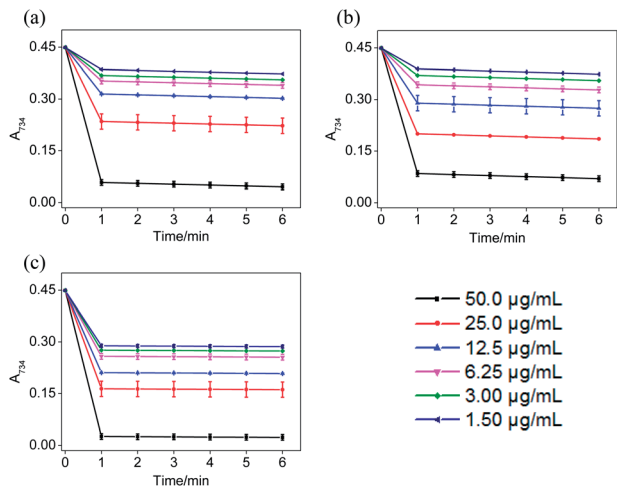 (a)
0.45
0.30
0.15
0.00
A734
0 1 2 3 4 5 6
Time/min
(b)
0.45
0.30
0.15
0.00
A734
0 1 2 3 4 5 6
Time/min
(c)
0.45
0.30
0.15
0.00
A734
0 1 2 3 4 5 6
Time/min
50.0 μg/mL
25.0 μg/mL
12.5 μg/mL
6.25 μg/mL
3.00 μg/mL
1.50 μg/mL